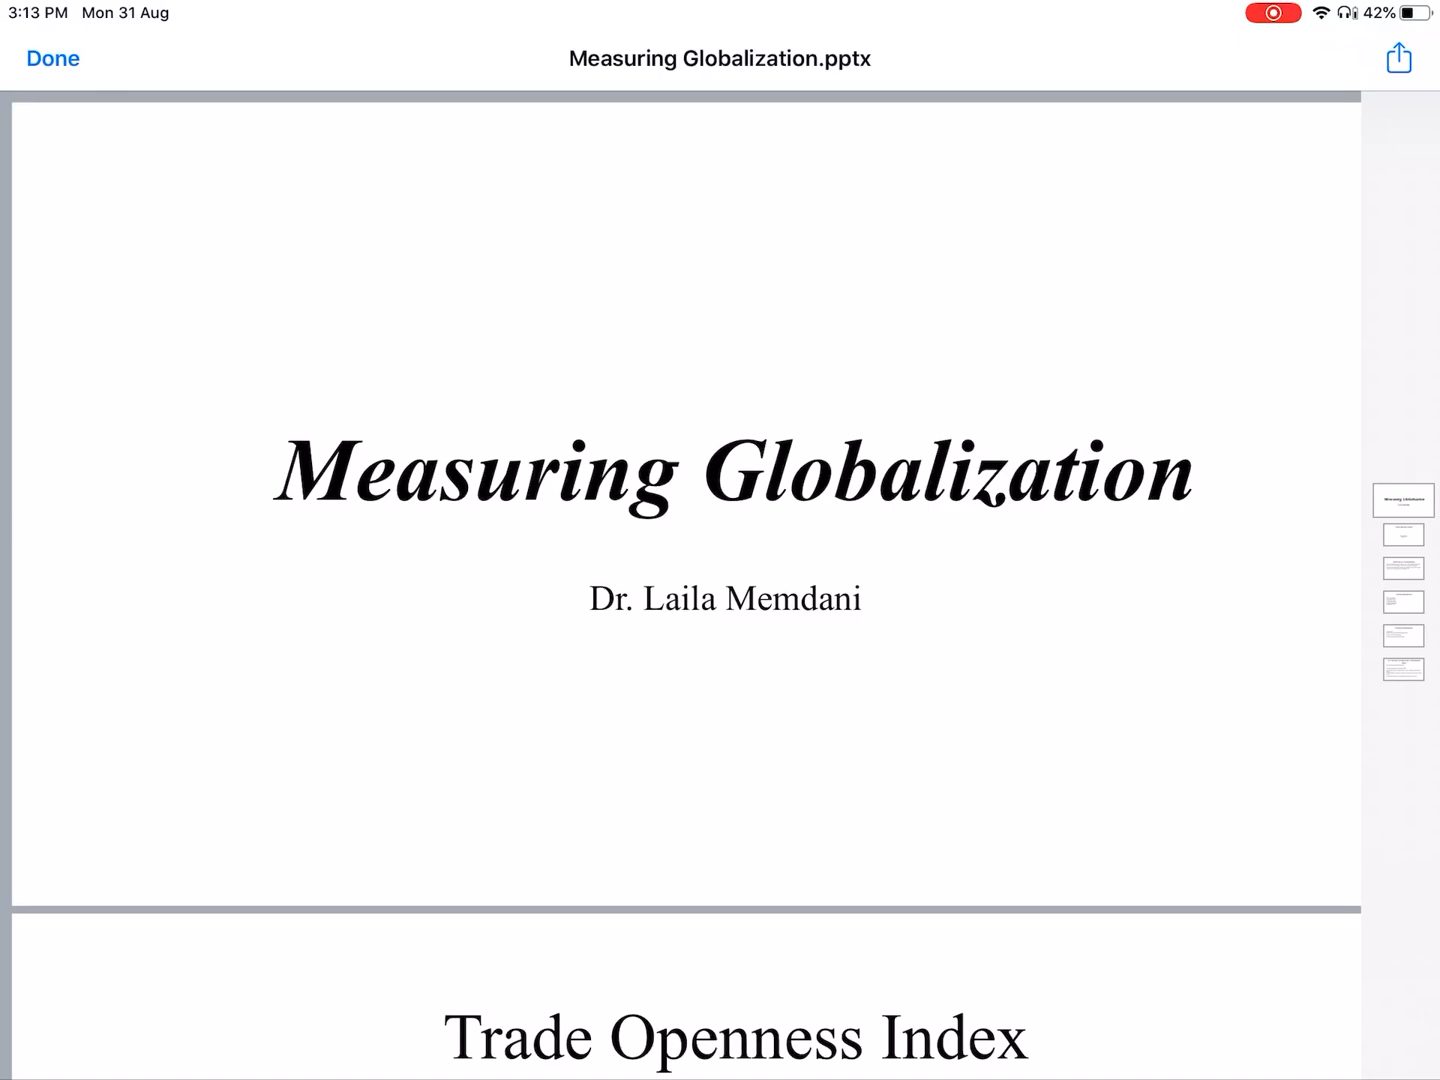 3:13 PM Mon 31 Aug
42%
Done
Measuring Globalization.pptx
Measuring Globalization
Dr. Laila Memdani
Trade Openness Index